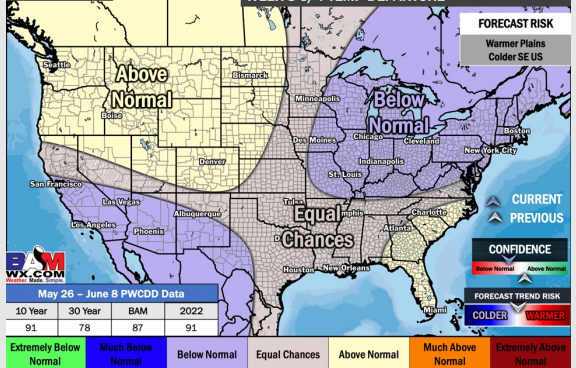 FORECAST RISK
Warmer Plains
Colder SE US
Seattle
Above
Normal
Boise
Bismarck
Minneapolis
Below
Normal
Des Moines
Chicago
Cleveland
Boston
New York City
Indianapolis
Denver
St. Louis
San Francisco
Las Vegas
Los Angeles
Phoenix
Albuquerque
Tulsa
Equal
Chances
mphis
Charlotte
Atlanta
Houston
New Orleans
Miami
CURRENT
PREVIOUS
CONFIDENCE
Below Normal
Above Normal
FORECAST TREND RISK
COLDER
WARMER
BAM
WX.COM
Weather. Made. Simple.
May 26 – June 8 PWCDD Data
10 Year 30 Year BAM 2022
91 78 87 91
Extremely Below Normal
Much Below Normal
Below Normal
Equal Chances
Above Normal
Much Above Normal
Extremely Above Normal